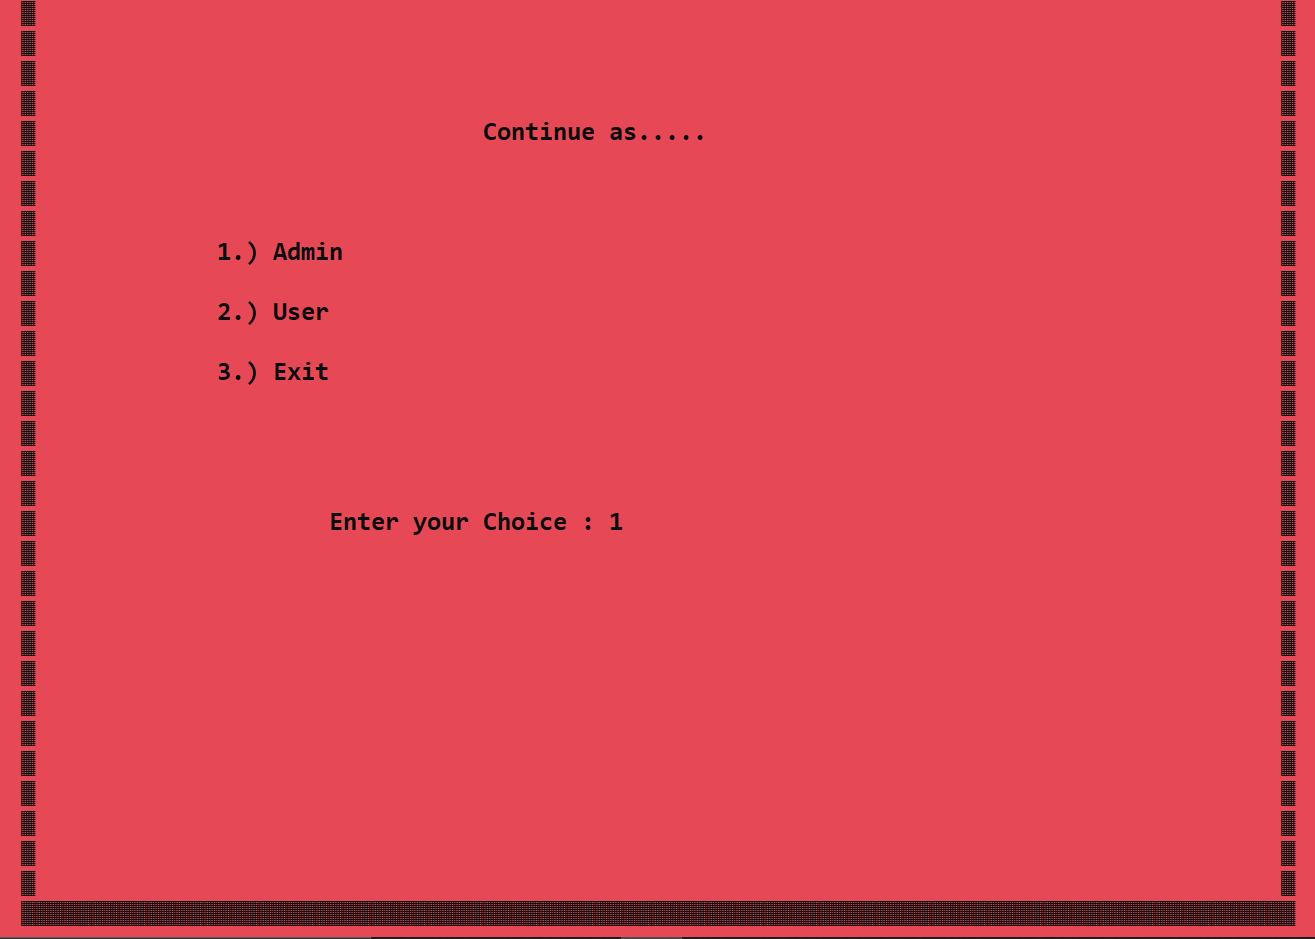 Continue as.....
1.) Admin
2.) User
3.) Exit
Enter your Choice : 1